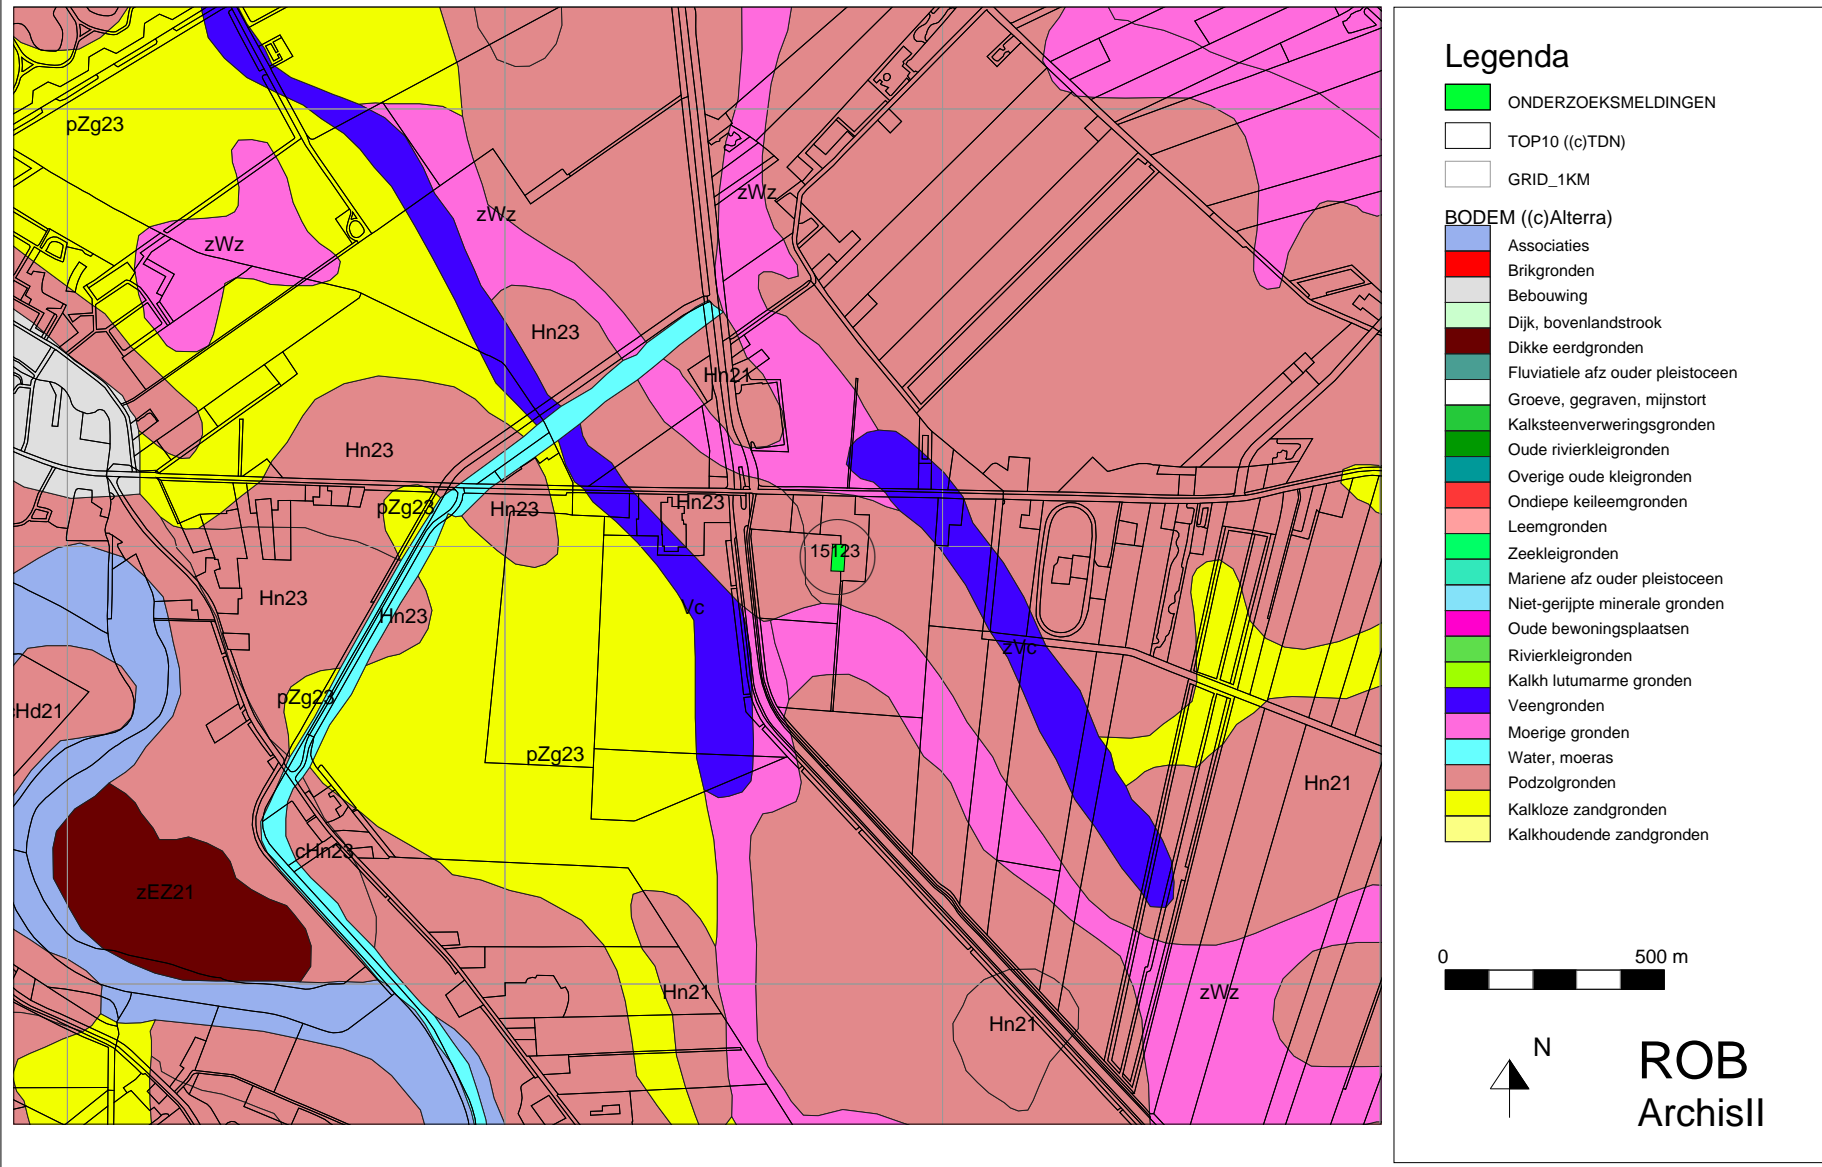 pZg23
zWz
zWz
zWz
Hn23
Hn21
Hn23
pZg23
Hn23
Hn23
15123
Hn23
Hn23
Vc
zVc
pZg23
cHd21
pZg23
Hn21
cHn23
zEZ21
Hn21
Hn21
zWz
Legenda
ONDERZOEKSMELDINGEN
TOP10 ((c)TDN)
GRID_1KM
BODEM ((c)Alterra)
Associaties
Brikgronden
Bebouwing
Dijk, bovenlandstrook
Dikke eerdgronden
Fluviatiele afz ouder pleistoceen
Groeve, gegraven, mijnstort
Kalksteenverweringsgronden
Oude rivierkleigronden
Overige oude kleigronden
Ondiepe keileemgronden
Leemgronden
Zeekleigronden
Mariene afz ouder pleistoceen
Niet-gerijpte minerale gronden
Oude bewoningsplaatsen
Rivierkleigronden
Kalkh lutumarme gronden
Veengronden
Moerige gronden
Water, moeras
Podzolgronden
Kalkloze zandgronden
Kalkhoudende zandgronden
0 500 m
N
ROB
ArchisII